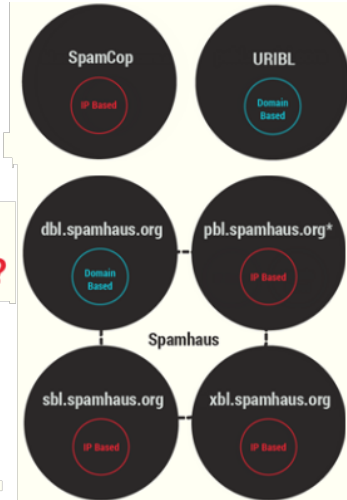 SpamCop
IP Based
URIBL
Domain
Based
dbl.spamhaus.org
Domain
Based
pbl.spamhaus.org*
IP Based
?
Spamhaus
sbl.spamhaus.org
IP Based
xbl.spamhaus.org
IP Based